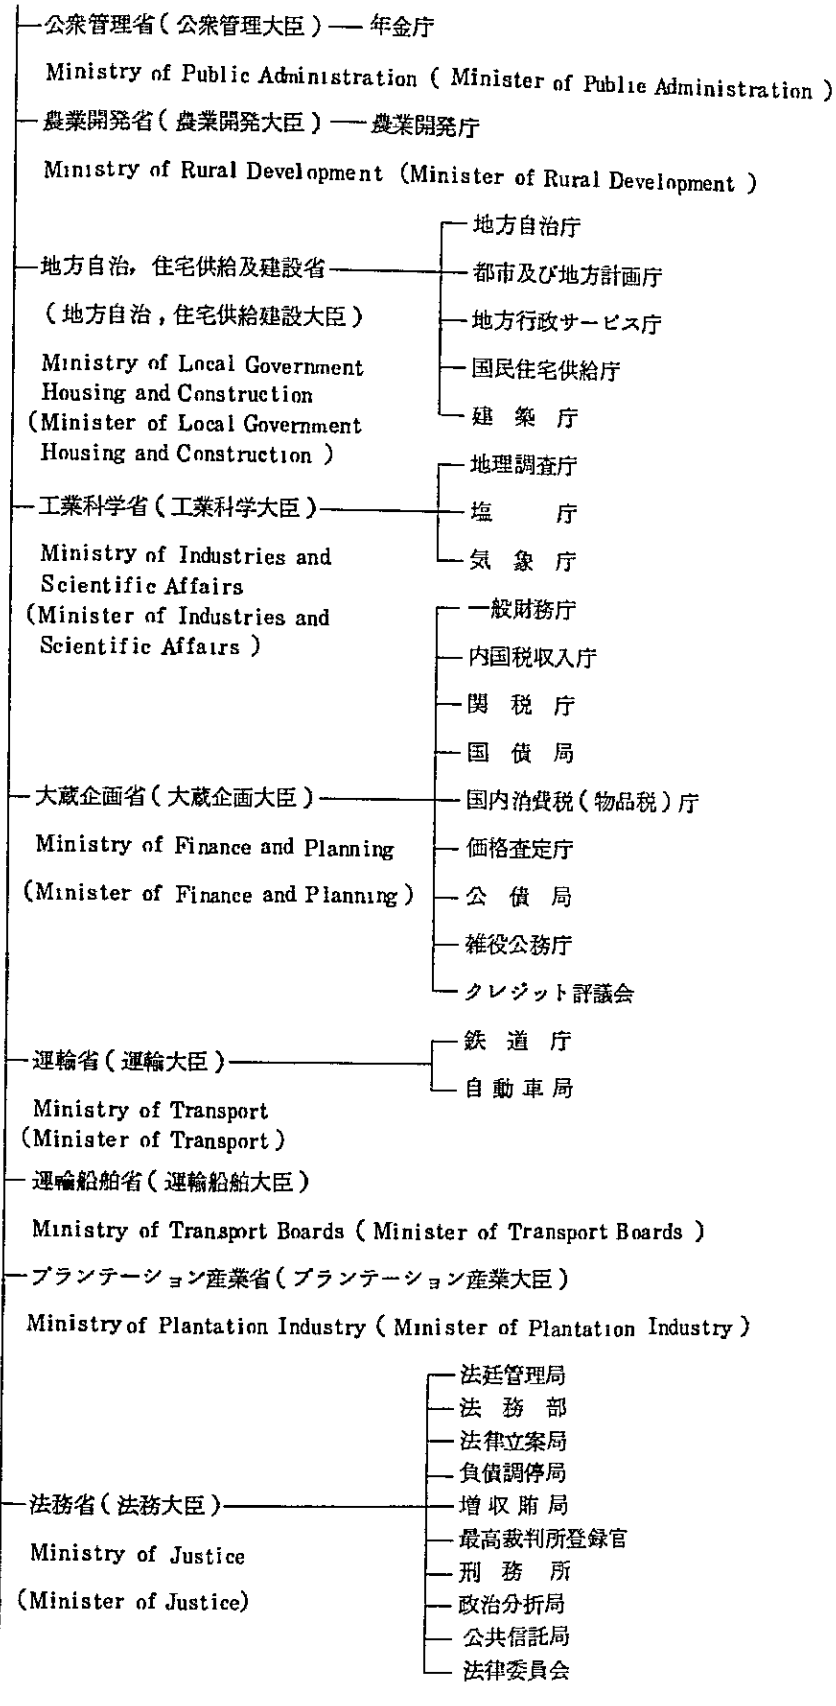 公衆管理省(公衆管理大臣)── 年金庁
Ministry of Public Administration ( Minister of Public Administration )
農業開発省(農業開発大臣)── 農業開発庁
Ministry of Rural Development (Minister of Rural Development )
地方自治庁
地方自治,住宅供給及建設省
都市及び地方計画庁
(地方自治,住宅供給建設大臣)
地方行政サービス庁
Ministry of Local Government
国民住宅供給庁
Housing and Construction
(Minister of Local Government
建築庁
Housing and Construction )
地理調査庁
工業科学省(工業科学大臣)
塩庁
Ministry of Industries and
気象庁
Scientific Affairs
(Minister of Industries and
一般財務庁
Scientific Affairs )
内国税収入庁
関税庁
国債局
大蔵企画省(大蔵企画大臣)
国内消費税(物品税)庁
Ministry of Finance and Planning
価格査定庁
(Minister of Finance and Planning )
公債局
雑役公務庁
クレジット評議会
鉄道庁
運輸省(運輸大臣)
自動車局
Ministry of Transport
(Minister of Transport )
運輸船舶省(運輸船舶大臣)
Ministry of Transport Boards ( Minister of Transport Boards )
プランテーション産業省(プランテーション産業大臣)
Ministry of Plantation Industry ( Minister of Plantation Industry )
法廷管理局
法務部
法律立案局
負債調停局
法務省(法務大臣)
増収賄局
最高裁判所登録官
Ministry of Justice
刑務所
(Minister of Justice)
政治分折局
公共信託局
法律委員会